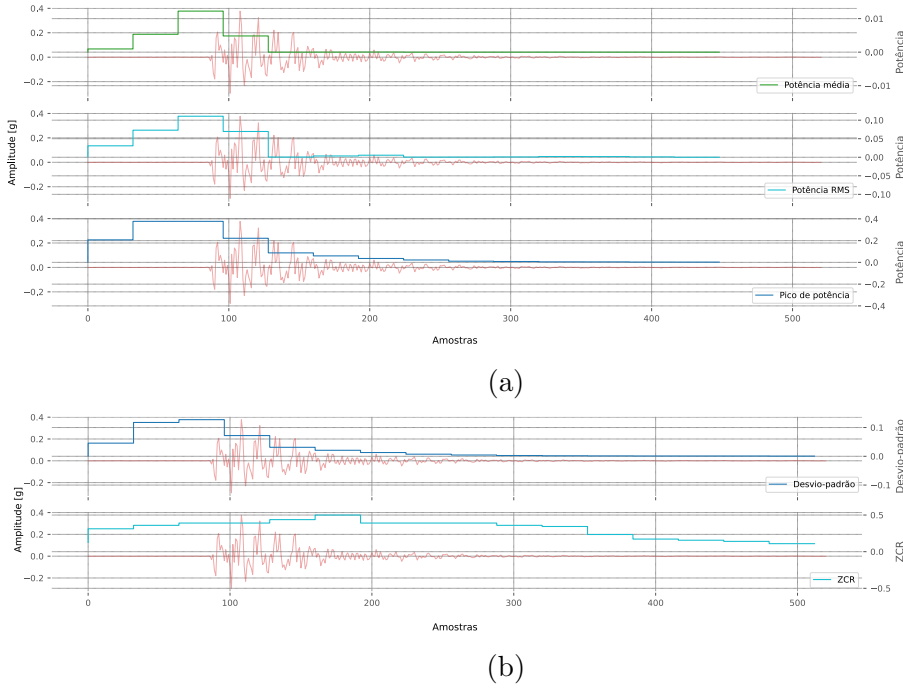 0.4
0.2
0.0
−0.2
0.01
0.00
−0.01
Potência
Potência média
Amplitude [g]
0.4
0.2
0.0
−0.2
0.10
0.05
0.00
−0.05
−0.10
Potência
Potência RMS
0.4
0.2
0.0
−0.2
0,4
0.2
0.0
−0.2
−0,4
Potência
Pico de potência
0 100 200 300 400 500
Amostras
(a)
0.4
0.2
0.0
−0.2
0.1
0.0
−0.1
Desvio-padrão
Desvio-padrão
Amplitude [g]
0.4
0.2
0.0
−0.2
0.5
0.0
−0.5
ZCR
ZCR
0 100 200 300 400 500
Amostras
(b)